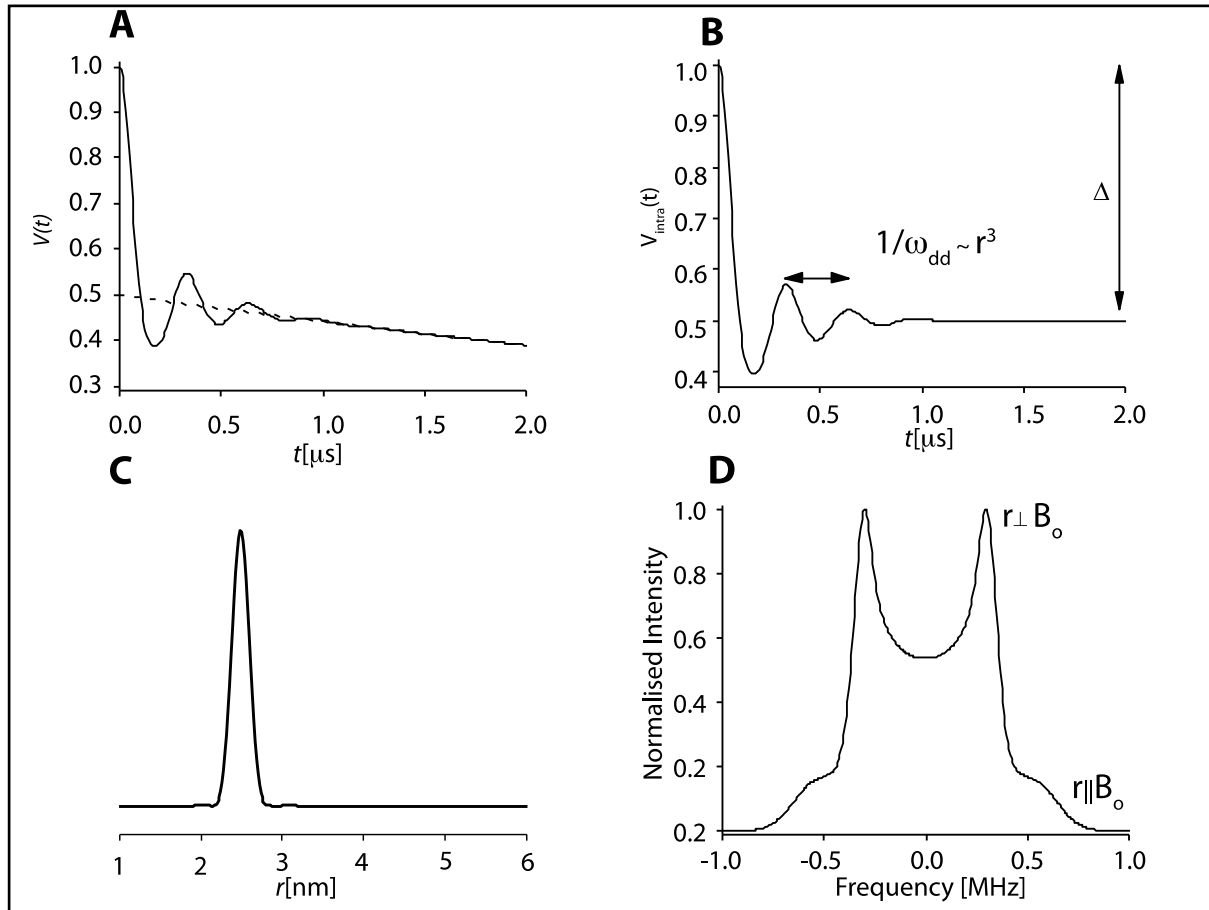 A
V(t)
1.0
0.9
0.8
0.7
0.6
0.5
0.4
0.3
0.0 0.5 1.0 1.5 2.0
t[μs]
B
V_intra(t)
1.0
0.9
0.8
0.7
0.6
0.5
0.4
1/ω_dd ~ r³
Δ
0.0 0.5 1.0 1.5 2.0
t[μs]
C
1 2 3 4 5 6
r[nm]
D
Normalised Intensity
1.0
0.8
0.6
0.4
0.2
0.2
r⊥B_o
r||B_o
-1.0 -0.5 0.0 0.5 1.0
Frequency [MHz]